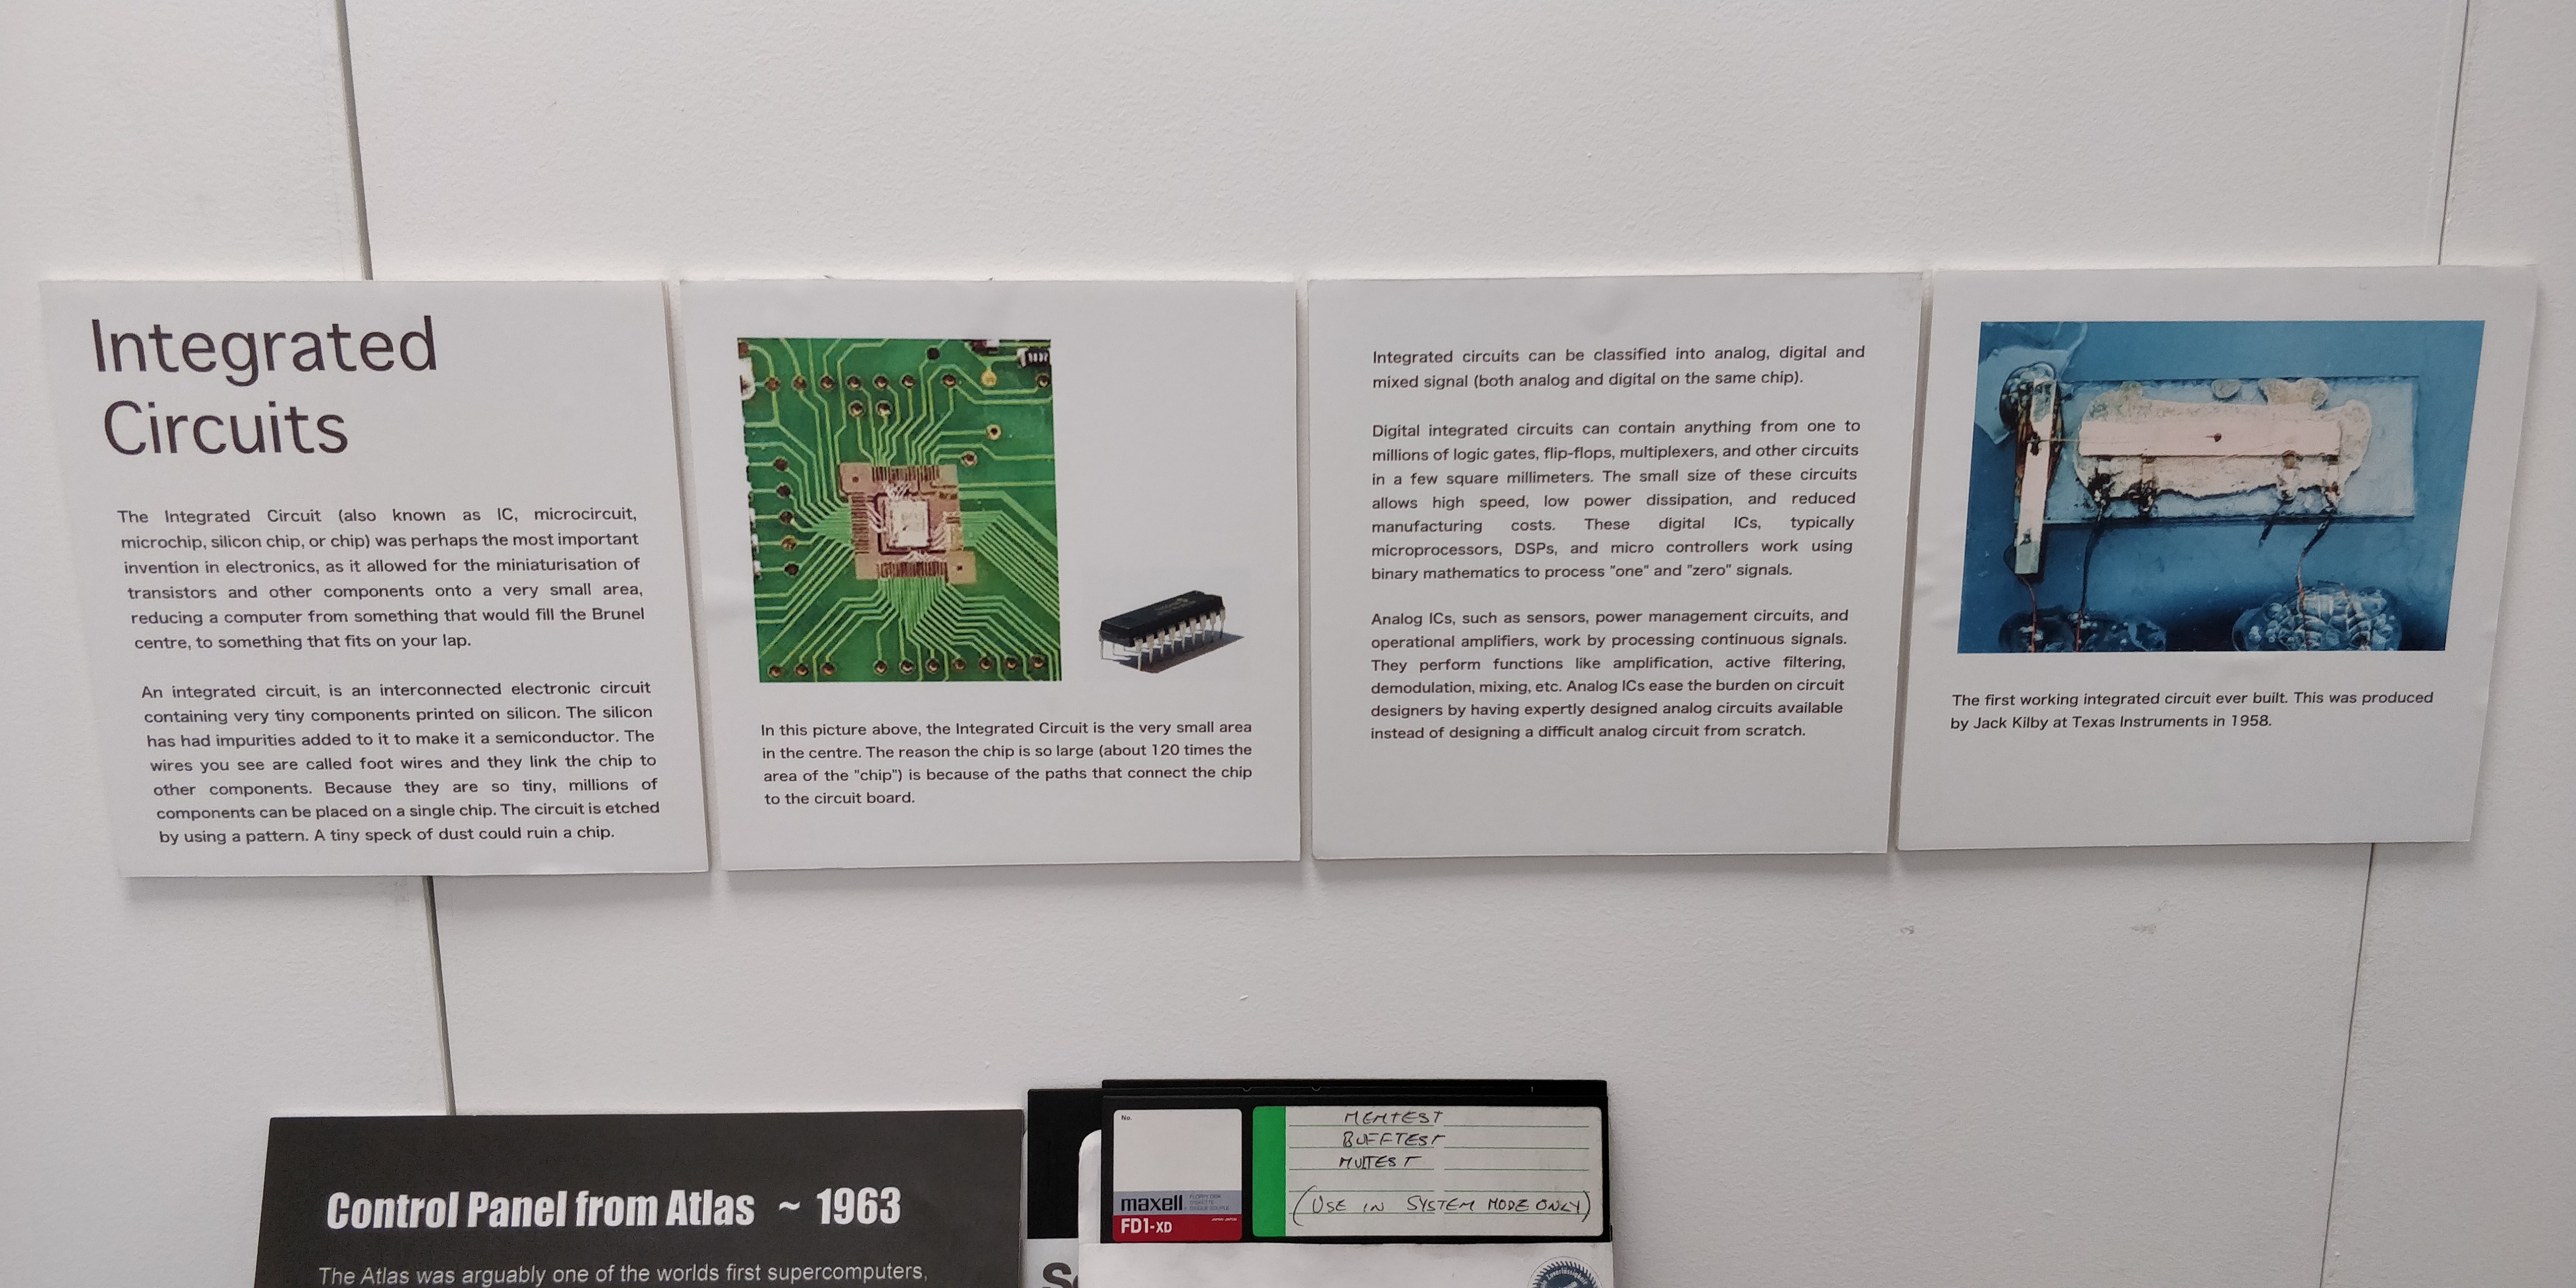 Integrated
Circuits
The Integrated Circuit (also known as IC, microcircuit,
microchip, silicon chip, or chip) was perhaps the most important
invention in electronics, as it allowed for the miniaturisation of
transistors and other components onto a very small area,
reducing a computer from something that would fill the Brunel
centre, to something that fits on your lap.
An integrated circuit, is an interconnected electronic circuit
containing very tiny components printed on silicon. The silicon
has had impurities added to it to make it a semiconductor. The
wires you see are called foot wires and they link the chip to
other components. Because they are so tiny, millions of
components can be placed on a single chip. The circuit is etched
by using a pattern. A tiny speck of dust could ruin a chip.
In this picture above, the Integrated Circuit is the very small area
in the centre. The reason the chip is so large (about 120 times the
area of the "chip") is because of the paths that connect the chip
to the circuit board.
Integrated circuits can be classified into analog, digital and
mixed signal (both analog and digital on the same chip).
Digital integrated circuits can contain anything from one to
millions of logic gates, flip-flops, multiplexers, and other circuits
in a few square millimeters. The small size of these circuits
allows high speed, low power dissipation, and reduced
manufacturing costs. These digital ICs, typically
microprocessors, DSPs, and micro controllers work using
binary mathematics to process "one" and "zero" signals.
Analog ICs, such as sensors, power management circuits, and
operational amplifiers, work by processing continuous signals.
They perform functions like amplification, active filtering,
demodulation, mixing, etc. Analog ICs ease the burden on circuit
designers by having expertly designed analog circuits available
instead of designing a difficult analog circuit from scratch.
The first working integrated circuit ever built. This was produced
by Jack Kilby at Texas Instruments in 1958.
Control Panel from Atlas ~ 1963
The Atlas was arguably one of the worlds first supercomputers,
No.
maxell
FD1-XD
MEMTEST
BUFFTEST
MUITEST
(USE IN SYSTEM MODE ONLY)